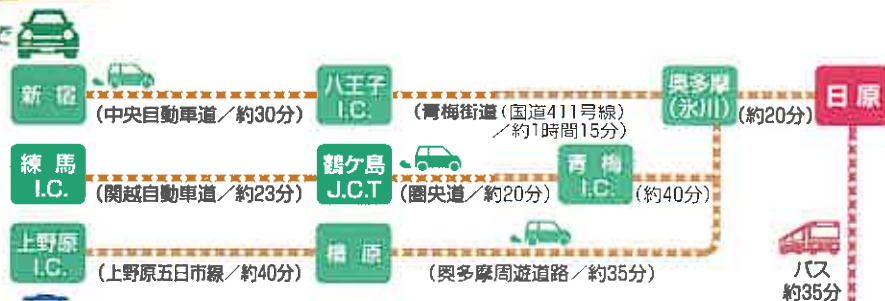 で
新宿
(中央自動車道／約30分)
八王子
I.C.
(青梅街道(国道411号線)
／約1時間15分)
奥多摩
(氷川)
(約20分)
日原
練馬
I.C.
(関越自動車道／約23分)
鶴ケ島
J.C.T
(圏央道／約20分)
青梅
I.C.
(約40分)
上野原
I.C.
(上野原五日市線／約40分)
檜原
(奥多摩周遊道路／約35分)
バス
約35分